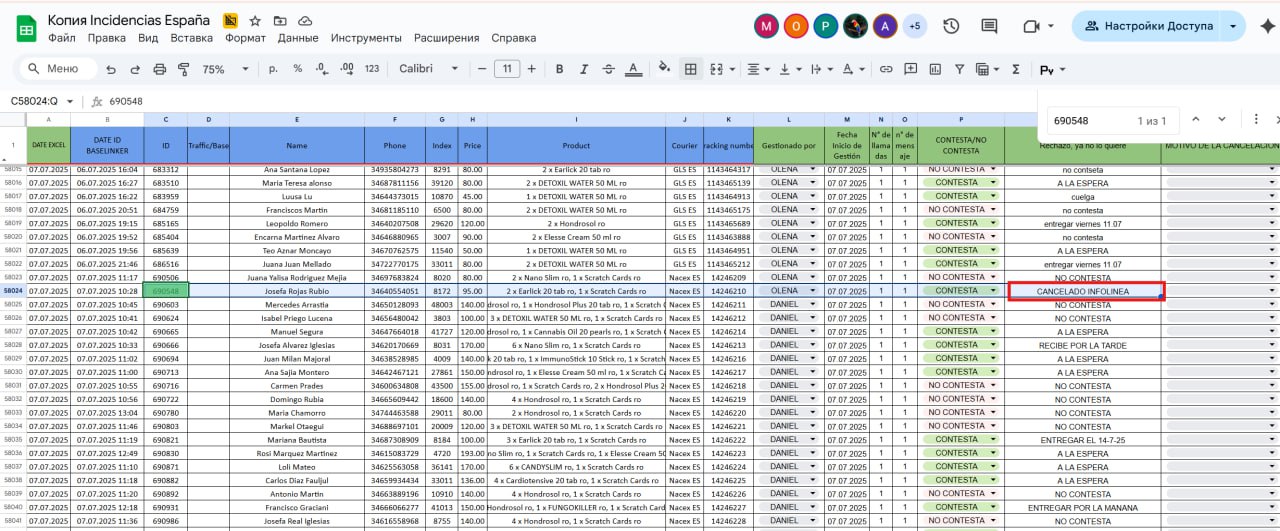 Копия Incidencias España
Файл Правка Вид Вставка Формат Данные Инструменты Расширения Справка
M O P A +5
Настройки Доступа
Меню 75% р. % .0 .00 123 Calibri 11 B I A
C58024:Q 690548
690548 1 из 1
A B C D E F G H I J K L M N O P
1 DATE EXCEL DATE ID BASELINKER ID Traffic/Base Name Phone Index Price Product Courier racking numbe Gestionado por Fecha Inicio de Gestión N° de llama das n° de mensaje CONTESTA/NO CONTESTA Rechazo, ya no lo quiere MOTIVO DE LA CANCELACION
58015 07.07.2025 06.07.2025 16:04 683312 Ana Santana Lopez 34935804273 8291 80.00 2 x Earlick 20 tab ro GLS ES 1143464317 OLENA 07.07.2025 1 1 NO CONTESTA no contseta
58016 07.07.2025 06.07.2025 16:27 683510 Maria Teresa alonso 34687811156 39120 80.00 2 x DETOXIL WATER 50 ML ro GLS ES 1143465139 OLENA 07.07.2025 1 1 CONTESTA A LA ESPERA
58017 07.07.2025 06.07.2025 16:22 683959 Luusa Lu 34644373015 10870 45.00 1 x DETOXIL WATER 50 ML ro GLS ES 1143464913 OLENA 07.07.2025 1 1 CONTESTA cuelga
58018 07.07.2025 06.07.2025 20:51 684759 Franciscos Martin 34681185110 6500 80.00 2 x DETOXIL WATER 50 ML ro GLS ES 1143465175 OLENA 07.07.2025 1 1 NO CONTESTA no contesta
58019 07.07.2025 06.07.2025 19:15 685165 Leopoldo Romero 34640207508 29620 120.00 2 x Hondrosol ro GLS ES 1143465689 OLENA 07.07.2025 1 1 CONTESTA entregar viernes 11.07
58020 07.07.2025 06.07.2025 19:52 685404 Encarna Martínez Alvaro 34646880965 3007 90.00 2 x Elesse Cream 50 ml ro GLS ES 1143463888 OLENA 07.07.2025 1 1 NO CONTESTA no contesta
58021 07.07.2025 06.07.2025 19:56 685639 Teo Aznar Moncayo 34670762575 11540 50.00 1 x DETOXIL WATER 50 ML ro GLS ES 1143464951 OLENA 07.07.2025 1 1 CONTESTA A LA ESPERA
58022 07.07.2025 06.07.2025 21:46 686516 Juana Juan Mellado 34722770175 33011 80.00 2 x DETOXIL WATER 50 ML ro GLS ES 1143465212 OLENA 07.07.2025 1 1 CONTESTA entregar viernes 11.07
58023 07.07.2025 07.07.2025 11:17 690506 Juana Yalisa Rodriguez Mejia 34697683824 8020 80.00 2 x Nano Slim ro, 1 x Scratch Cards ro Nacex ES 14246209 OLENA 07.07.2025 1 1 NO CONTESTA NO CONTESTA
58024 07.07.2025 07.07.2025 10:28 690548 Josefa Rojas Rubio 34640554051 8172 95.00 2 x Earlick 20 tab ro, 1 x Scratch Cards ro Nacex ES 14246210 OLENA 07.07.2025 1 1 CONTESTA CANCELADO INFOLINEA
58025 07.07.2025 07.07.2025 10:45 690603 Mercedes Arrastia 34650128093 48003 140.00 drosol ro, 1 x Hondrosol Plus 20 tab ro, 1 x Scratch C Nacex ES 14246211 DANIEL 07.07.2025 1 1 NO CONTESTA NO CONTESTA
58026 07.07.2025 07.07.2025 10:41 690624 Isabel Priego Lucena 34656480042 3803 100.00 3 x DETOXIL WATER 50 ML ro, 1 x Scratch Cards ro Nacex ES 14246212 DANIEL 07.07.2025 1 1 NO CONTESTA NO CONTESTA
58027 07.07.2025 07.07.2025 10:42 690665 Manuel Segura 34647664018 41727 120.00 drosol ro, 1 x Cannabis Oil 20 pearls ro, 1 x Scratch C Nacex ES 14246214 DANIEL 07.07.2025 1 1 CONTESTA A LA ESPERA
58028 07.07.2025 07.07.2025 10:33 690666 Josefa Alvarez Iglesias 34620170669 8031 170.00 6 x Nano Slim ro, 1 x Scratch Cards ro Nacex ES 14246213 DANIEL 07.07.2025 1 1 CONTESTA RECIBE POR LA TARDE
58029 07.07.2025 07.07.2025 11:02 690694 Juan Milan Majoral 34638528985 4009 140.00 k 20 tab ro, 1 x ImmunoStick 10 Stick ro, 1 x Scratch Nacex ES 14246216 DANIEL 07.07.2025 1 1 CONTESTA A LA ESPERA
58030 07.07.2025 07.07.2025 11:00 690713 Ana Sajia Montero 34642467121 27861 150.00 mi ro, 1 x Elesse Cream 50 ml ro, 1 x Scratch Ca Nacex ES 14246217 DANIEL 07.07.2025 1 1 CONTESTA A LA ESPERA
58031 07.07.2025 07.07.2025 10:55 690716 Carmen Prades 34600634808 43500 155.00 drosol ro, 1 x Scratch Cards ro, 2 x Hondrosol Plus 2 Nacex ES 14246218 DANIEL 07.07.2025 1 1 NO CONTESTA NO CONTESTA
58032 07.07.2025 07.07.2025 10:56 690722 Domingo Rubia 34665609442 18600 140.00 4 x Hondrosol ro, 1 x Scratch Cards ro Nacex ES 14246219 DANIEL 07.07.2025 1 1 NO CONTESTA NO CONTESTA
58033 07.07.2025 07.07.2025 13:04 690780 Maria Chamorro 34744463588 29011 80.00 2 x Hondrosol ro, 1 x Scratch Cards ro Nacex ES 14246220 DANIEL 07.07.2025 1 1 NO CONTESTA NO CONTESTA
58034 07.07.2025 07.07.2025 11:46 690803 Markel Otaegui 34688697101 20009 120.00 3 x DETOXIL WATER 50 ML ro, 1 x Scratch Cards ro Nacex ES 14246221 DANIEL 07.07.2025 1 1 NO CONTESTA NO CONTESTA
58035 07.07.2025 07.07.2025 11:19 690821 Mariana Bautista 34687308909 8184 100.00 3 x Earlick 20 tab ro, 1 x Scratch Cards ro Nacex ES 14246222 DANIEL 07.07.2025 1 1 CONTESTA ENTREGAR EL 14-7-25
58036 07.07.2025 07.07.2025 12:49 690830 Rosi Marquez Martínez 34615083729 4720 193.00 no Slim ro, 1 x Scratch Cards ro, 1 x Elesse Cream 50 Nacex ES 14246223 DANIEL 07.07.2025 1 1 CONTESTA A LA ESPERA
58037 07.07.2025 07.07.2025 11:10 690871 Loli Mateo 34625563058 36141 170.00 6 x CANDYSLIM ro, 1 x Scratch Cards ro Nacex ES 14246224 DANIEL 07.07.2025 1 1 CONTESTA A LA ESPERA
58038 07.07.2025 07.07.2025 11:18 690882 Carlos Díaz Fauljul 34659934434 33011 136.00 4 x Cardiotensive 20 tab ro, 1 x Scratch Cards ro Nacex ES 14246225 DANIEL 07.07.2025 1 1 CONTESTA A LA ESPERA
58039 07.07.2025 07.07.2025 11:20 690892 Antonio Martin 34663889196 10910 140.00 4 x Hondrosol ro, 1 x Scratch Cards ro Nacex ES 14246226 DANIEL 07.07.2025 1 1 NO CONTESTA NO CONTESTA
58040 07.07.2025 07.07.2025 12:18 690931 Francisco Graciani 34666066277 41013 150.00 Hondrosol ro, 1 x FUNGOKILLER ro, 1 x Scratch Cards Nacex ES 14246227 DANIEL 07.07.2025 1 1 CONTESTA ENTREGAR POR LA MANANA
58041 07.07.2025 07.07.2025 11:36 690986 Josefa Real Iglesias 34616558968 8755 140.00 4 x Hondrosol ro, 1 x Scratch Cards ro Nacex ES 14246228 DANIEL 07.07.2025 1 1 NO CONTESTA NO CONTESTA